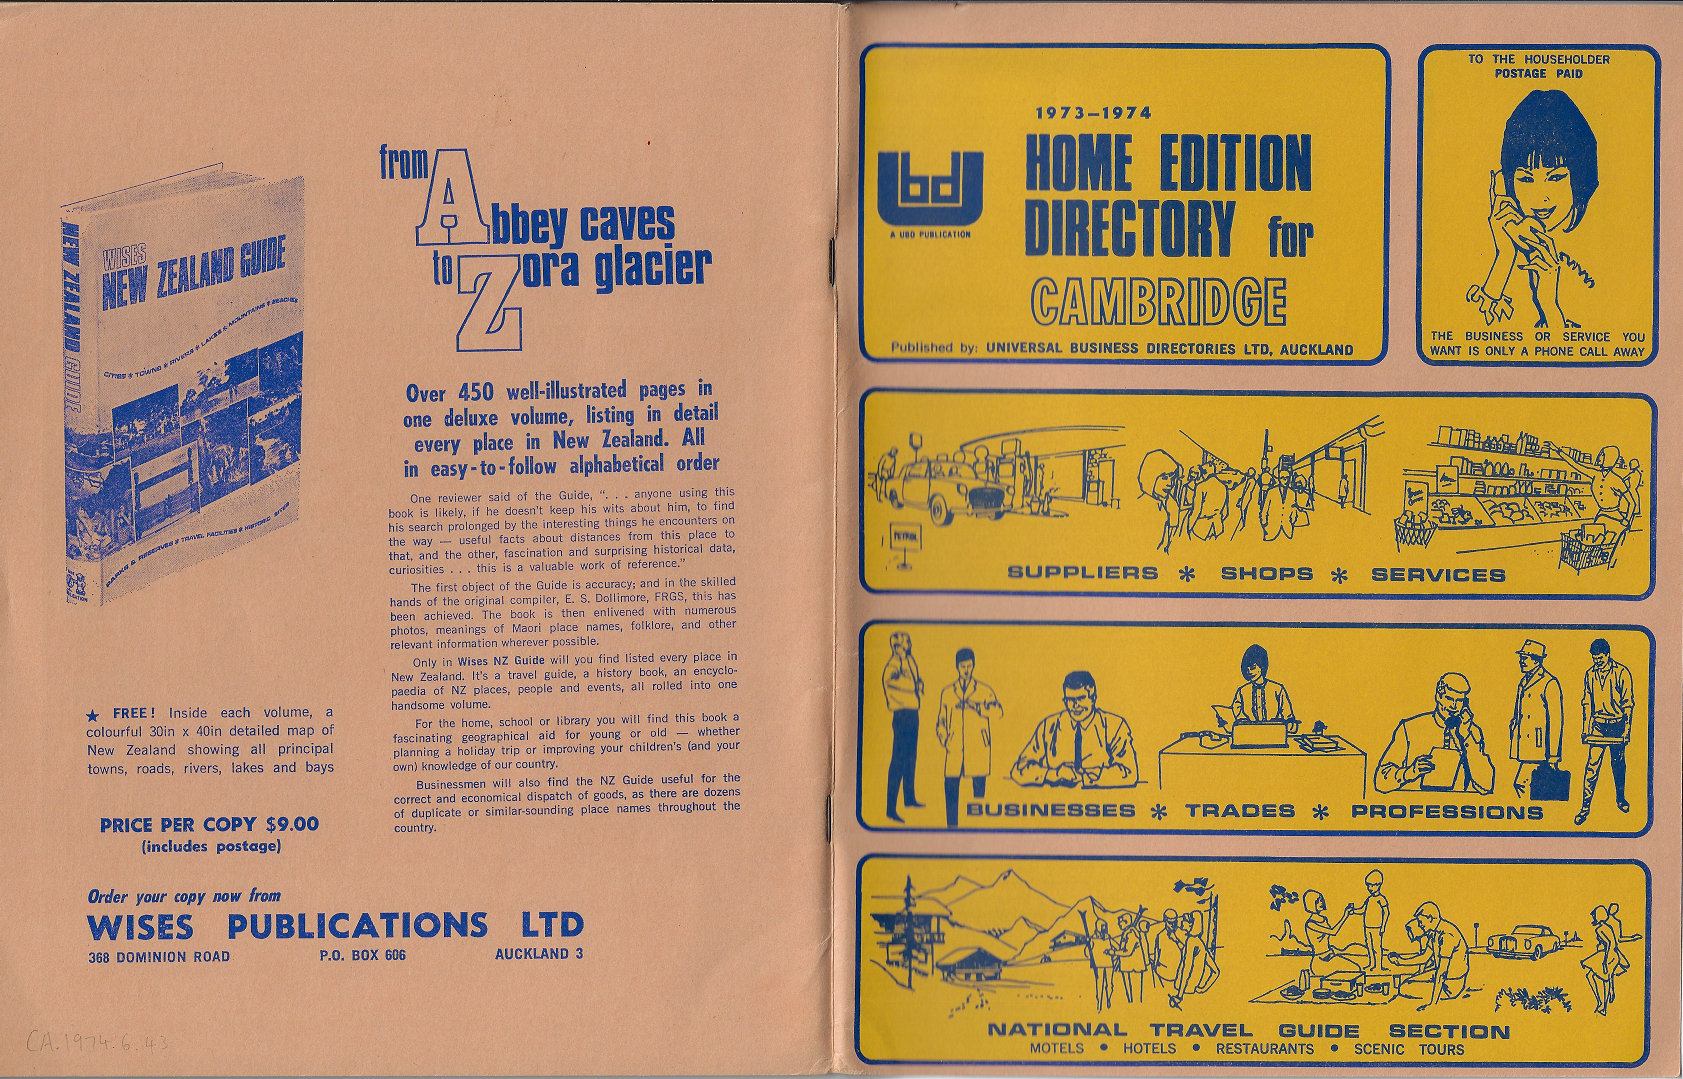 WISES
NEW ZEALAND GUIDE
NEW ZEALAND GUIDE
CITIES * TOWNS * RIVERS * LAKES * MOUNTAINS * BEACHES
PARKS & RESERVES * TRAVEL FACILITIES * HISTORIC SITES
from Abbey caves
to Zora glacier
Over 450 well-illustrated pages in
one deluxe volume, listing in detail
every place in New Zealand. All
in easy-to-follow alphabetical order
One reviewer said of the Guide, “. . . anyone using this
book is likely, if he doesn't keep his wits about him, to find
his search prolonged by the interesting things he encounters on
the way — useful facts about distances from this place to
that, and the other, fascination and surprising historical data,
curiosities . . . this is a valuable work of reference.”
The first object of the Guide is accuracy; and in the skilled
hands of the original compiler, E. S. Dollimore, FRGS, this has
been achieved. The book is then enlivened with numerous
photos, meanings of Maori place names, folklore, and other
relevant information wherever possible.
Only in Wises NZ Guide will you find listed every place in
New Zealand. It's a travel guide, a history book, an encyclo-
paedia of NZ places, people and events, all rolled into one
handsome volume.
For the home, school or library you will find this book a
fascinating geographical aid for young or old — whether
planning a holiday trip or improving your children's (and your
own) knowledge of our country.
Businessmen will also find the NZ Guide useful for the
correct and economical dispatch of goods, as there are dozens
of duplicate or similar-sounding place names throughout the
country.
★ FREE! Inside each volume, a
colourful 30in x 40in detailed map of
New Zealand showing all principal
towns, roads, rivers, lakes and bays
PRICE PER COPY $9.00
(includes postage)
Order your copy now from
WISES PUBLICATIONS LTD
368 DOMINION ROAD P.O. BOX 606 AUCKLAND 3
CA.1974.6.43
1973–1974
HOME EDITION
DIRECTORY for
CAMBRIDGE
ubd
A UBD PUBLICATION
Published by: UNIVERSAL BUSINESS DIRECTORIES LTD, AUCKLAND
TO THE HOUSEHOLDER
POSTAGE PAID
THE BUSINESS OR SERVICE YOU
WANT IS ONLY A PHONE CALL AWAY
PETROL
SUPPLIERS * SHOPS * SERVICES
BUSINESSES * TRADES * PROFESSIONS
NATIONAL TRAVEL GUIDE SECTION
MOTELS • HOTELS • RESTAURANTS • SCENIC TOURS